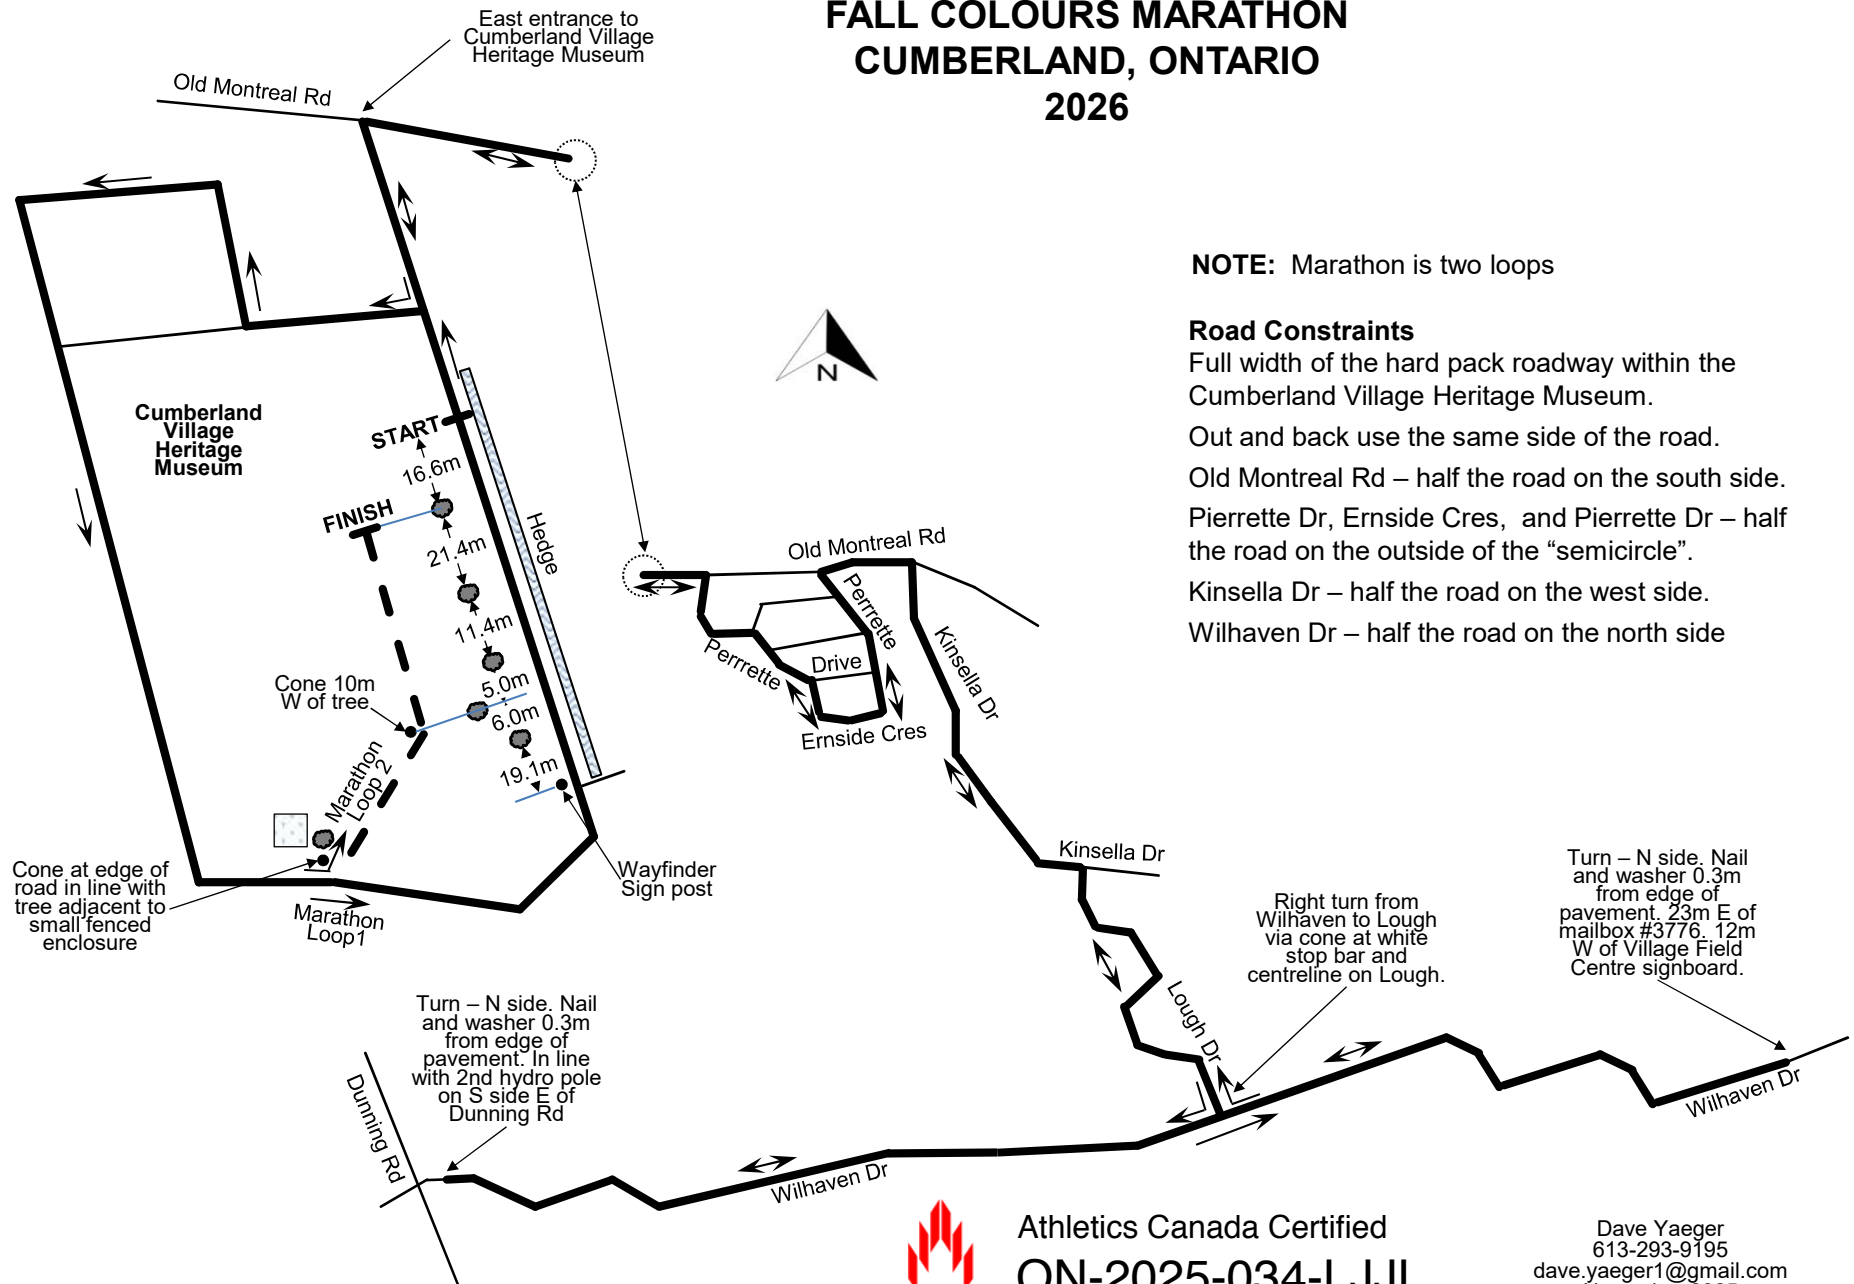 FALL COLOURS MARATHON
CUMBERLAND, ONTARIO
2026
East entrance to
Cumberland Village
Heritage Museum
Old Montreal Rd
NOTE: Marathon is two loops
Road Constraints
Full width of the hard pack roadway within the
Cumberland Village Heritage Museum.
Out and back use the same side of the road.
Old Montreal Rd – half the road on the south side.
Pierrette Dr, Ernside Cres, and Pierrette Dr – half
the road on the outside of the “semicircle”.
Kinsella Dr – half the road on the west side.
Wilhaven Dr – half the road on the north side
N
Cumberland
Village
Heritage
Museum
START
16.6m
FINISH
21.4m
Hedge
11.4m
5.0m
6.0m
19.1m
Cone 10m
W of tree
Marathon
Loop 2
Cone at edge of
road in line with
tree adjacent to
small fenced
enclosure
Marathon
Loop1
Wayfinder
Sign post
Old Montreal Rd
Perrrette
Perrrette
Drive
Ernside Cres
Kinsella Dr
Kinsella Dr
Lough Dr
Right turn from
Wilhaven to Lough
via cone at white
stop bar and
centreline on Lough.
Turn – N side. Nail
and washer 0.3m
from edge of
pavement. 23m E of
mailbox #3776. 12m
W of Village Field
Centre signboard.
Wilhaven Dr
Turn – N side. Nail
and washer 0.3m
from edge of
pavement. In line
with 2nd hydro pole
on S side E of
Dunning Rd
Dunning Rd
Wilhaven Dr
Athletics Canada Certified
ON-2025-034-LJJL
Dave Yaeger
613-293-9195
dave.yaeger1@gmail.com